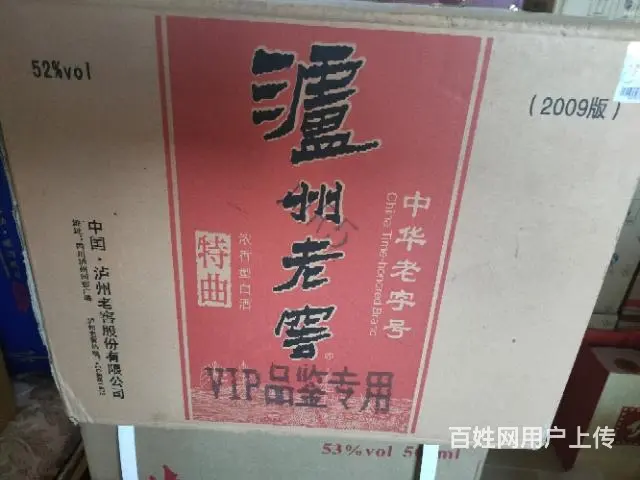 52%vol
(2009版)
瀘州老窖
®
中华老字号
China Time-honored Brand
浓香型白酒
特曲
VIP品鉴专用
中国·泸州老窖股份有限公司
53%vol 50 ml
百姓网用户上传